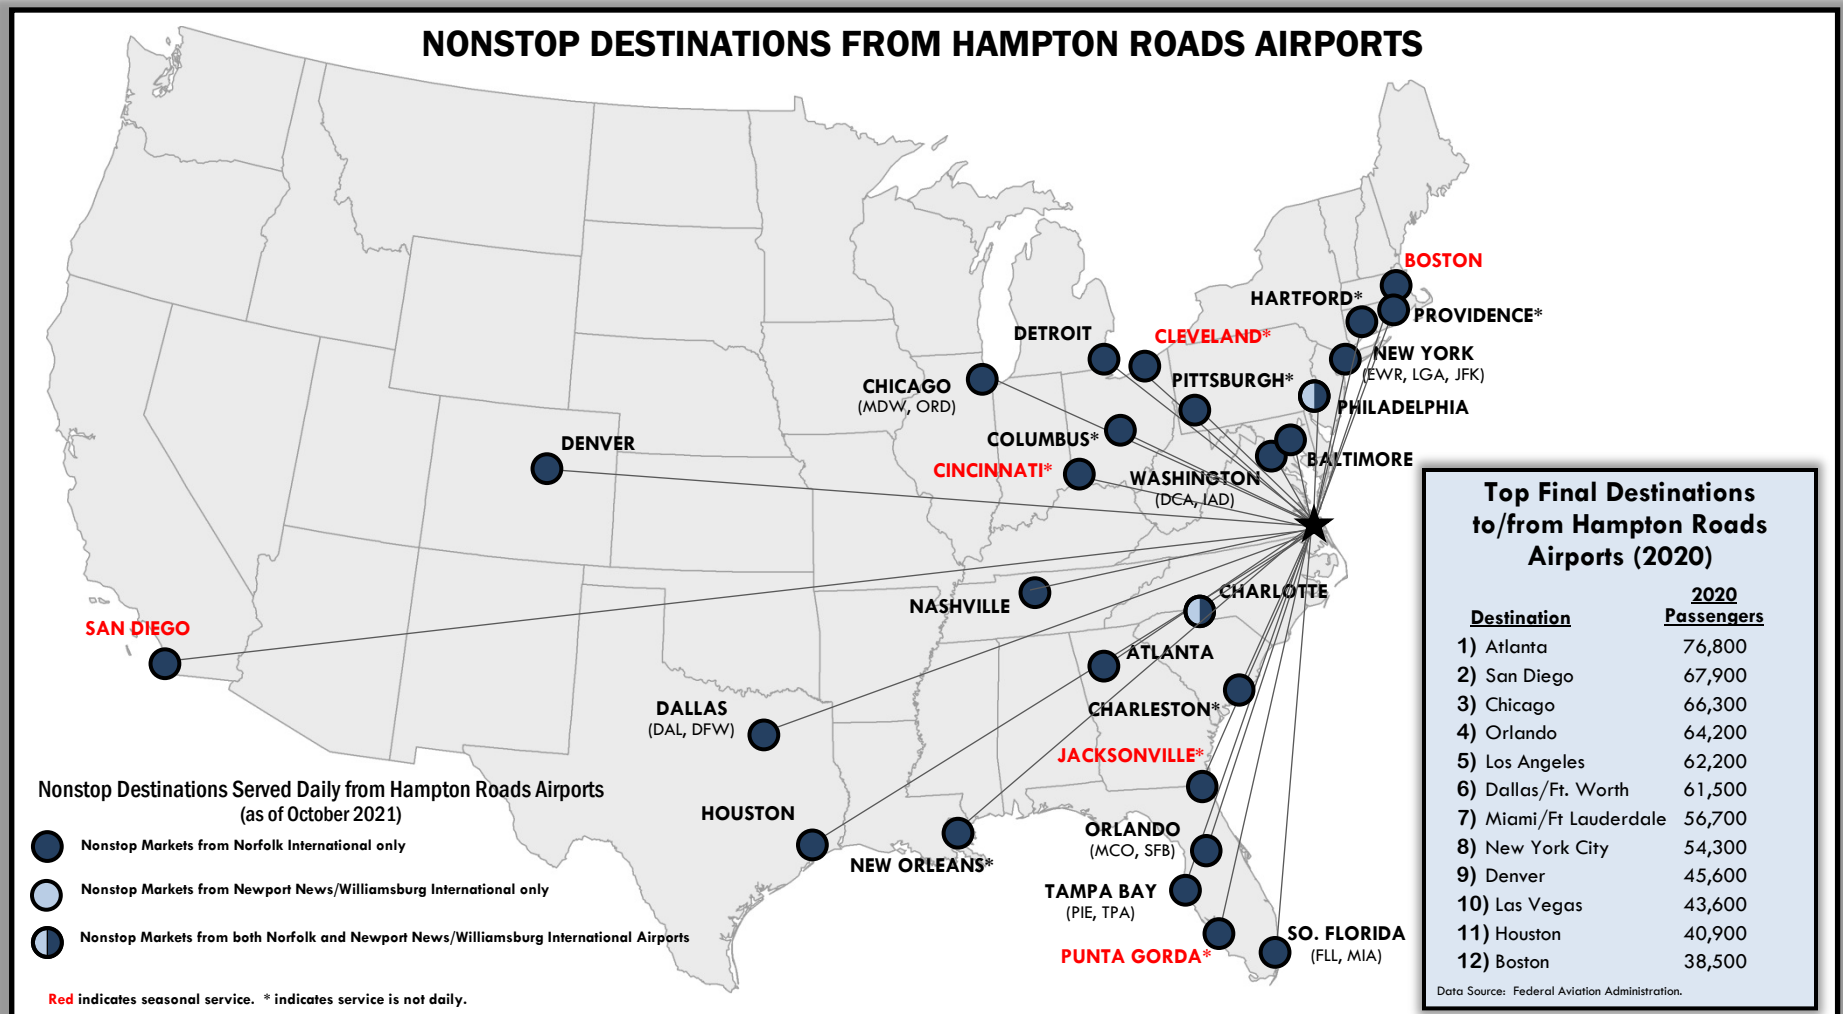 NONSTOP DESTINATIONS FROM HAMPTON ROADS AIRPORTS
BOSTON
HARTFORD*
PROVIDENCE*
DETROIT
CLEVELAND*
NEW YORK
(EWR, LGA, JFK)
CHICAGO
(MDW, ORD)
PITTSBURGH*
PHILADELPHIA
COLUMBUS*
DENVER
CINCINNATI*
WASHINGTON
(DCA, IAD)
BALTIMORE
NASHVILLE
CHARLOTTE
SAN DIEGO
ATLANTA
DALLAS
(DAL, DFW)
CHARLESTON*
JACKSONVILLE*
HOUSTON
NEW ORLEANS*
ORLANDO
(MCO, SFB)
TAMPA BAY
(PIE, TPA)
PUNTA GORDA*
SO. FLORIDA
(FLL, MIA)
Nonstop Destinations Served Daily from Hampton Roads Airports
(as of October 2021)
Nonstop Markets from Norfolk International only
Nonstop Markets from Newport News/Williamsburg International only
Nonstop Markets from both Norfolk and Newport News/Williamsburg International Airports
Red indicates seasonal service. * indicates service is not daily.
Top Final Destinations
to/from Hampton Roads
Airports (2020)
2020
Destination Passengers
1) Atlanta 76,800
2) San Diego 67,900
3) Chicago 66,300
4) Orlando 64,200
5) Los Angeles 62,200
6) Dallas/Ft. Worth 61,500
7) Miami/Ft Lauderdale 56,700
8) New York City 54,300
9) Denver 45,600
10) Las Vegas 43,600
11) Houston 40,900
12) Boston 38,500
Data Source: Federal Aviation Administration.